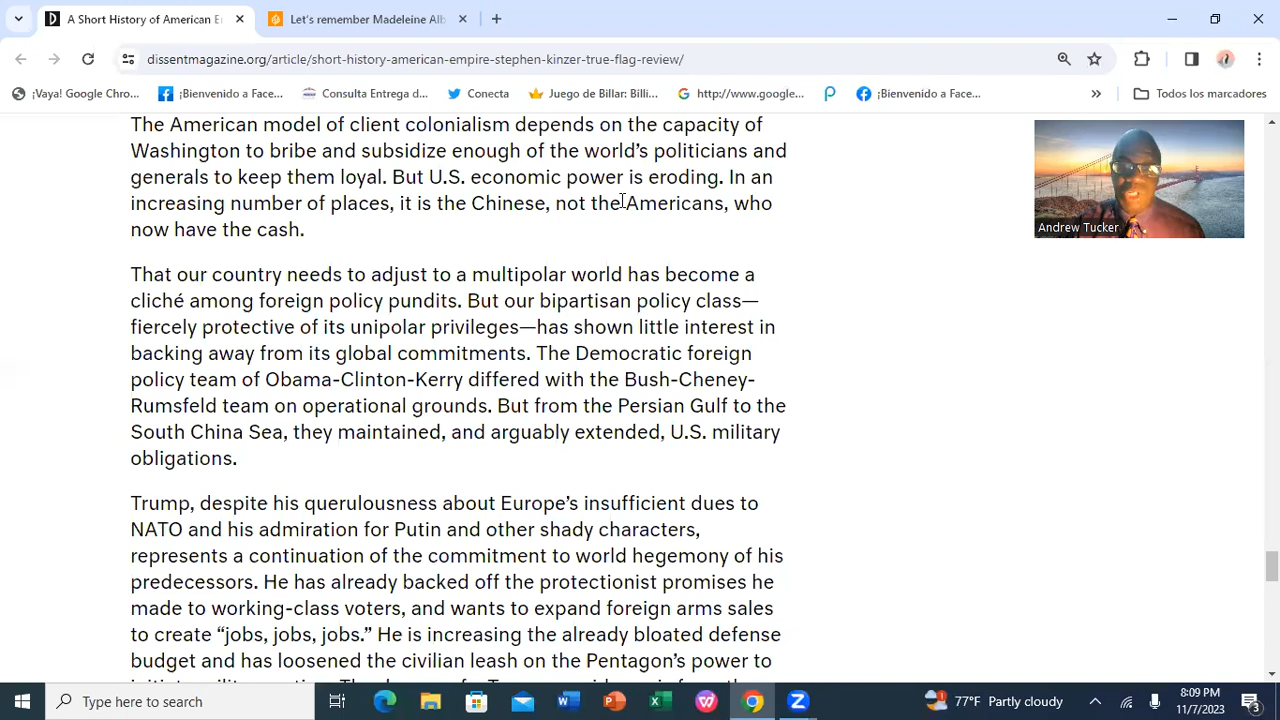 A Short History of American E
Let's remember Madeleine Alb
dissentmagazine.org/article/short-history-american-empire-stephen-kinzer-true-flag-review/
¡Vaya! Google Chro...
¡Bienvenido a Face...
Consulta Entrega d...
Conecta
Juego de Billar: Billi...
http://www.google...
¡Bienvenido a Face...
»
Todos los marcadores
The American model of client colonialism depends on the capacity of
Washington to bribe and subsidize enough of the world's politicians and
generals to keep them loyal. But U.S. economic power is eroding. In an
increasing number of places, it is the Chinese, not the Americans, who
now have the cash.
That our country needs to adjust to a multipolar world has become a
cliché among foreign policy pundits. But our bipartisan policy class—
fiercely protective of its unipolar privileges—has shown little interest in
backing away from its global commitments. The Democratic foreign
policy team of Obama-Clinton-Kerry differed with the Bush-Cheney-
Rumsfeld team on operational grounds. But from the Persian Gulf to the
South China Sea, they maintained, and arguably extended, U.S. military
obligations.
Trump, despite his querulousness about Europe's insufficient dues to
NATO and his admiration for Putin and other shady characters,
represents a continuation of the commitment to world hegemony of his
predecessors. He has already backed off the protectionist promises he
made to working-class voters, and wants to expand foreign arms sales
to create “jobs, jobs, jobs.” He is increasing the already bloated defense
budget and has loosened the civilian leash on the Pentagon's power to
Andrew Tucker
Type here to search
77°F Partly cloudy
8:09 PM
11/7/2023
3